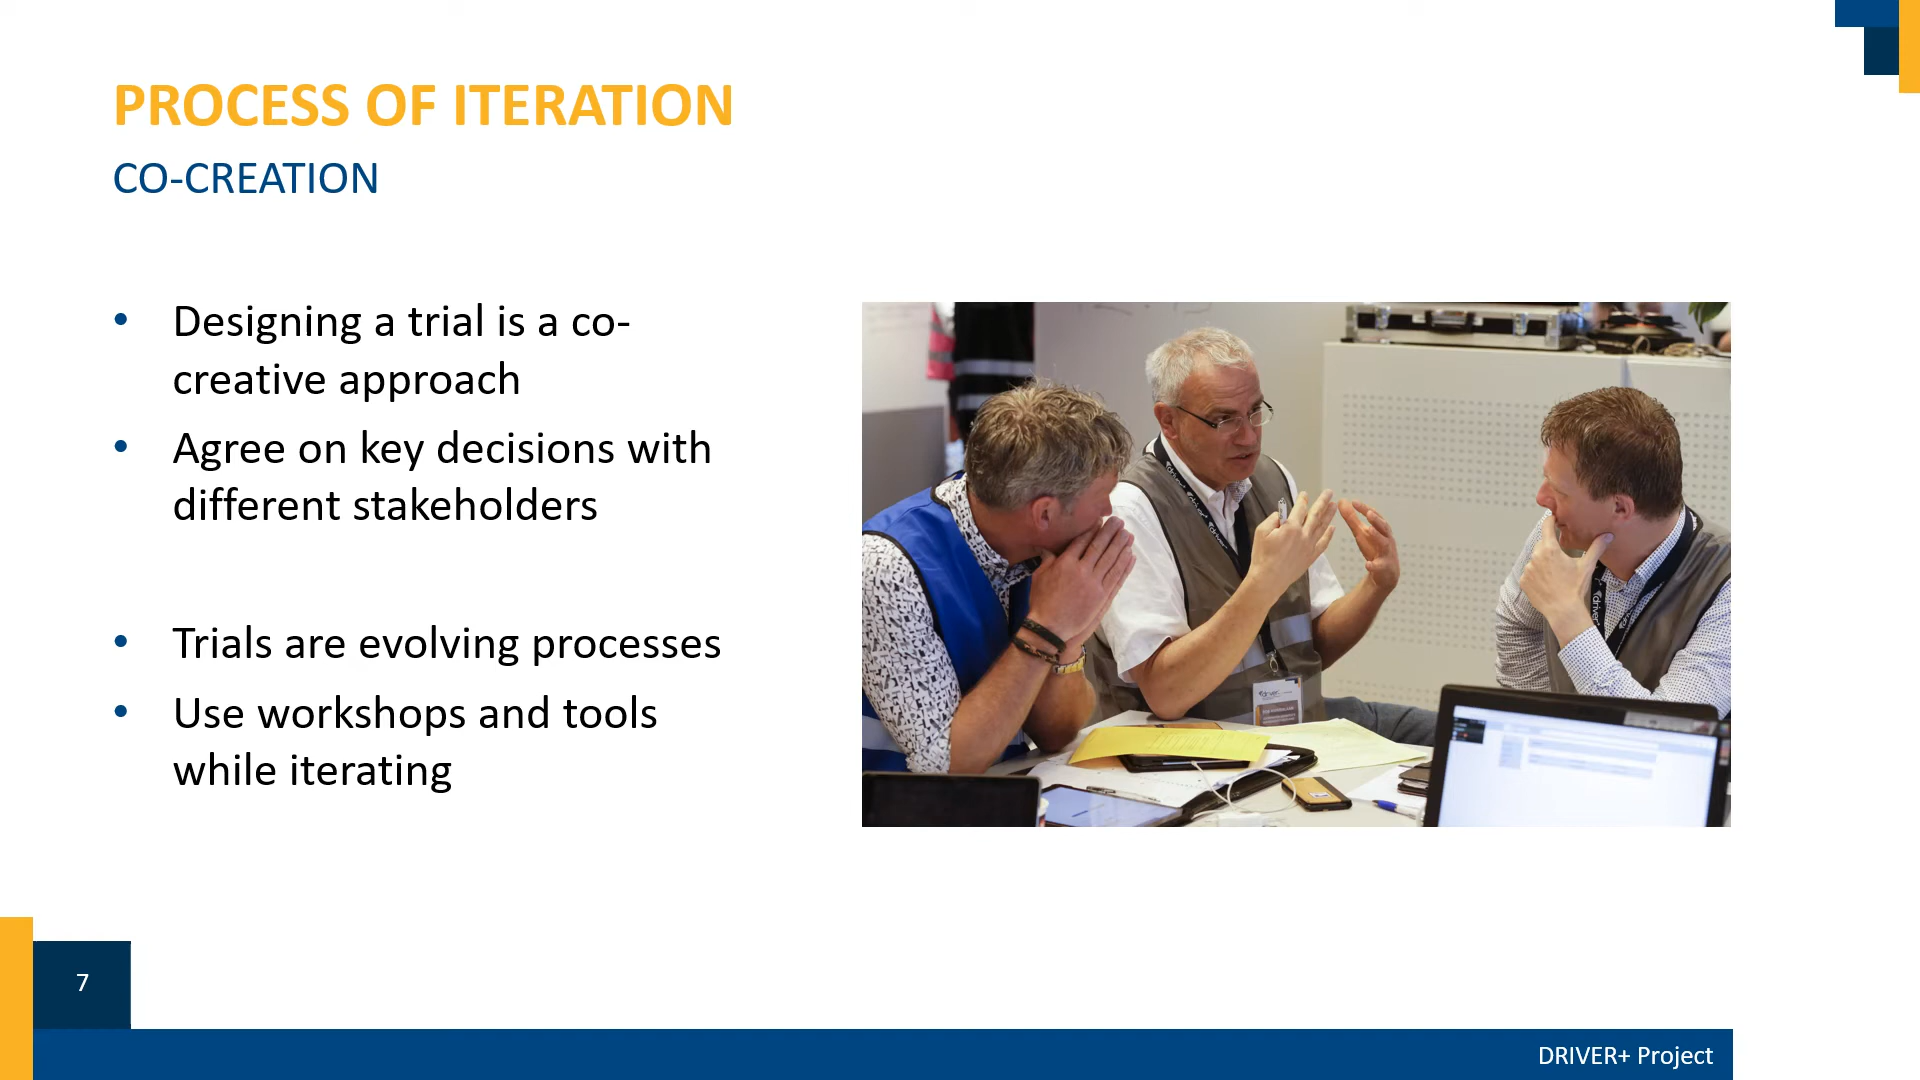 PROCESS OF ITERATION
CO-CREATION
• Designing a trial is a co-
creative approach
• Agree on key decisions with
different stakeholders
• Trials are evolving processes
• Use workshops and tools
while iterating
7
DRIVER+ Project